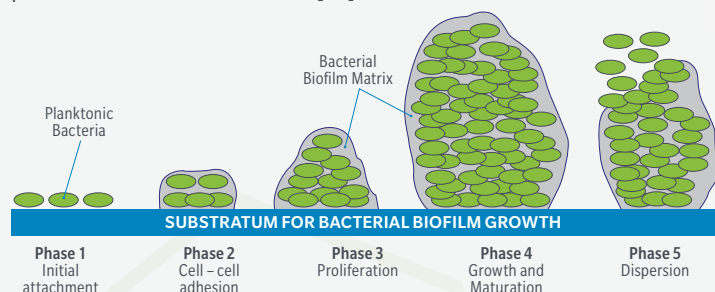 Bacterial
Biofilm Matrix
Planktonic
Bacteria
SUBSTRATUM FOR BACTERIAL BIOFILM GROWTH
Phase 1
Initial
attachment
Phase 2
Cell – cell
adhesion
Phase 3
Proliferation
Phase 4
Growth and
Maturation
Phase 5
Dispersion